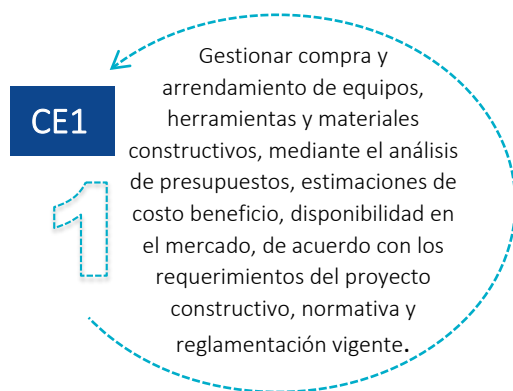 CE1
1
Gestionar compra y
arrendamiento de equipos,
herramientas y materiales
constructivos, mediante el análisis
de presupuestos, estimaciones de
costo beneficio, disponibilidad en
el mercado, de acuerdo con los
requerimientos del proyecto
constructivo, normativa y
reglamentación vigente.